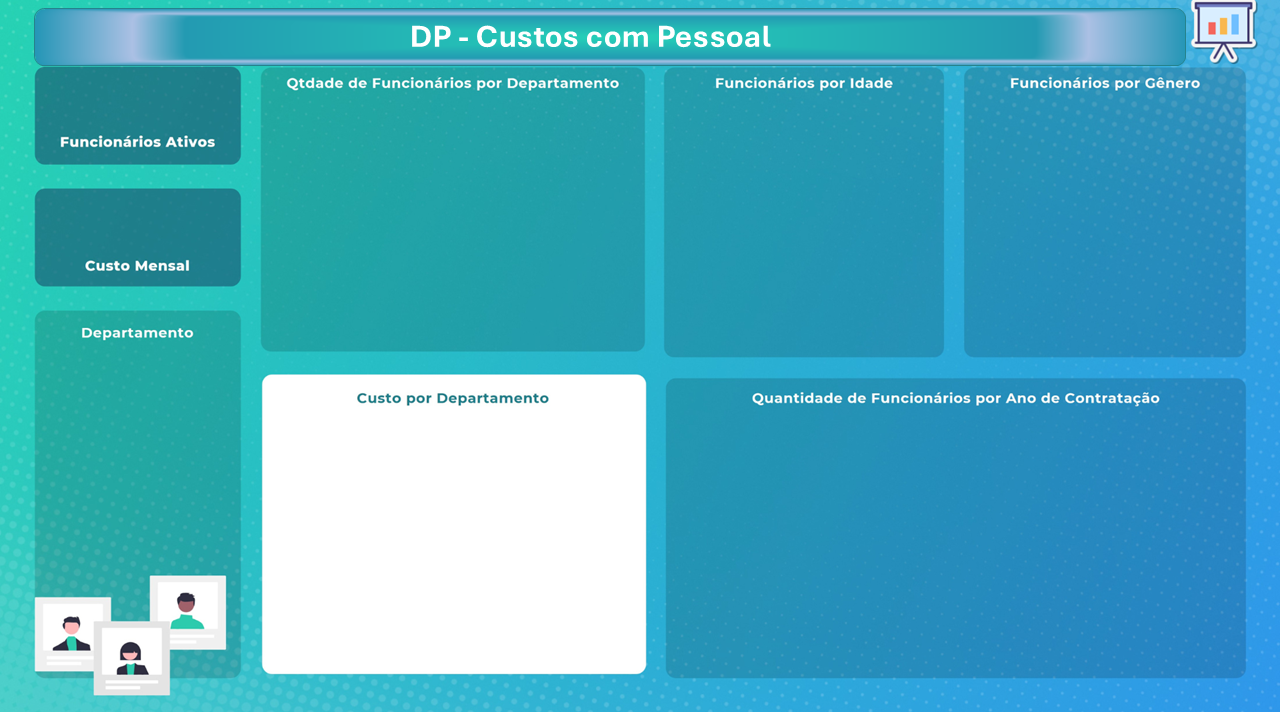 DP - Custos com Pessoal
Funcionários Ativos
Qtdade de Funcionários por Departamento
Funcionários por Idade
Funcionários por Gênero
Custo Mensal
Departamento
Custo por Departamento
Quantidade de Funcionários por Ano de Contratação